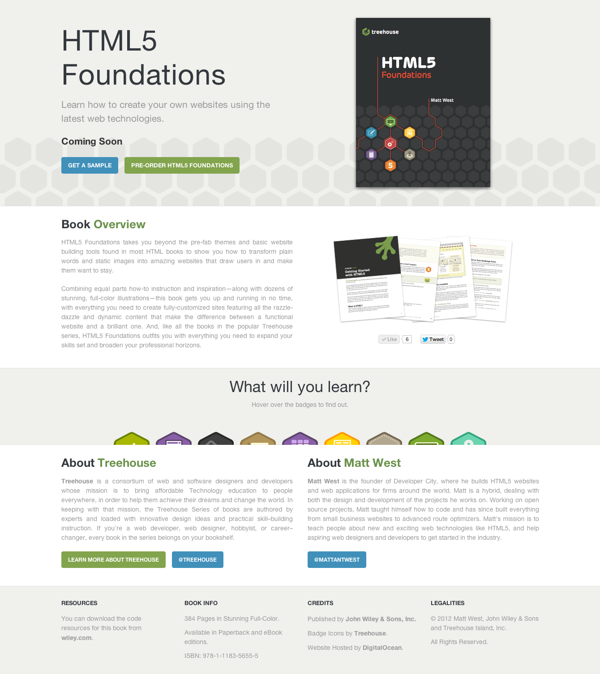 HTML5
Foundations
Learn how to create your own websites using the
latest web technologies.
Coming Soon
GET A SAMPLE
PRE-ORDER HTML5 FOUNDATIONS
treehouse
HTML5
Foundations
Matt West
Book Overview
HTML5 Foundations takes you beyond the pre-fab themes and basic website
building tools found in most HTML books to show you how to transform plain
words and static images into amazing websites that draw users in and make
them want to stay.
Combining equal parts how-to instruction and inspiration—along with dozens of
stunning, full-color illustrations—this book gets you up and running in no time,
with everything you need to create fully-customized sites featuring all the razzle-
dazzle and dynamic content that make the difference between a functional
website and a brilliant one. And, like all the books in the popular Treehouse
series, HTML5 Foundations outfits you with everything you need to expand your
skills set and broaden your professional horizons.
Getting Started
with HTML5
Like
6
Tweet
0
What will you learn?
Hover over the badges to find out.
About Treehouse
Treehouse is a consortium of web and software designers and developers
whose mission is to bring affordable Technology education to people
everywhere, in order to help them achieve their dreams and change the world. In
keeping with that mission, the Treehouse Series of books are authored by
experts and loaded with innovative design ideas and practical skill-building
instruction. If you're a web developer, web designer, hobbyist, or career–
changer, every book in the series belongs on your bookshelf.
LEARN MORE ABOUT TREEHOUSE
@TREEHOUSE
About Matt West
Matt West is the founder of Developer City, where he builds HTML5 websites
and web applications for firms around the world. Matt is a hybrid, dealing with
both the design and development of the projects he works on. Working on open
source projects, Matt taught himself how to code and has since built everything
from small business websites to advanced route optimizers. Matt's mission is to
teach people about new and exciting web technologies like HTML5, and help
aspiring web designers and developers to get started in the industry.
@MATTANTWEST
RESOURCES
You can download the code
resources for this book from
wiley.com.
BOOK INFO
384 Pages in Stunning Full-Color.
Available in Paperback and eBook
editions.
ISBN: 978-1-1183-5655-5
CREDITS
Published by John Wiley & Sons, Inc.
Badge Icons by Treehouse.
Website Hosted by DigitalOcean.
LEGALITIES
© 2012 Matt West, John Wiley & Sons
and Treehouse Island, Inc.
All Rights Reserved.